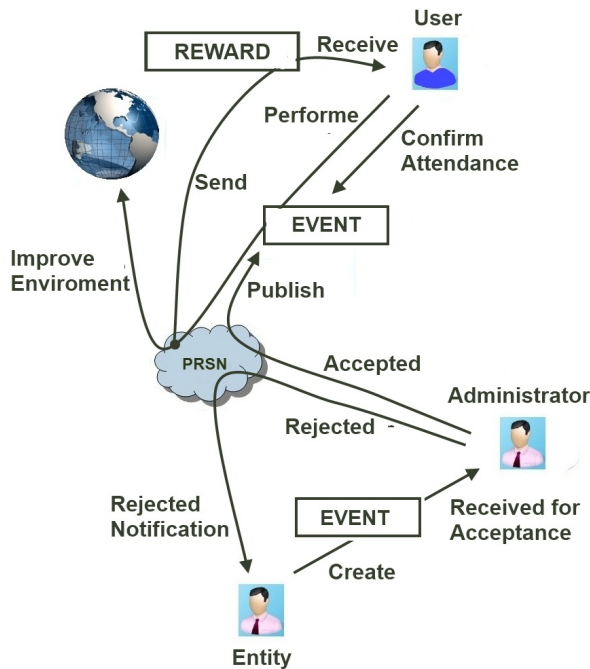 User
REWARD
Receive
Performe
Confirm
Attendance
Send
EVENT
Improve
Enviroment
Publish
PRSN
Accepted
Administrator
Rejected
Rejected
Notification
EVENT
Received for
Acceptance
Create
Entity